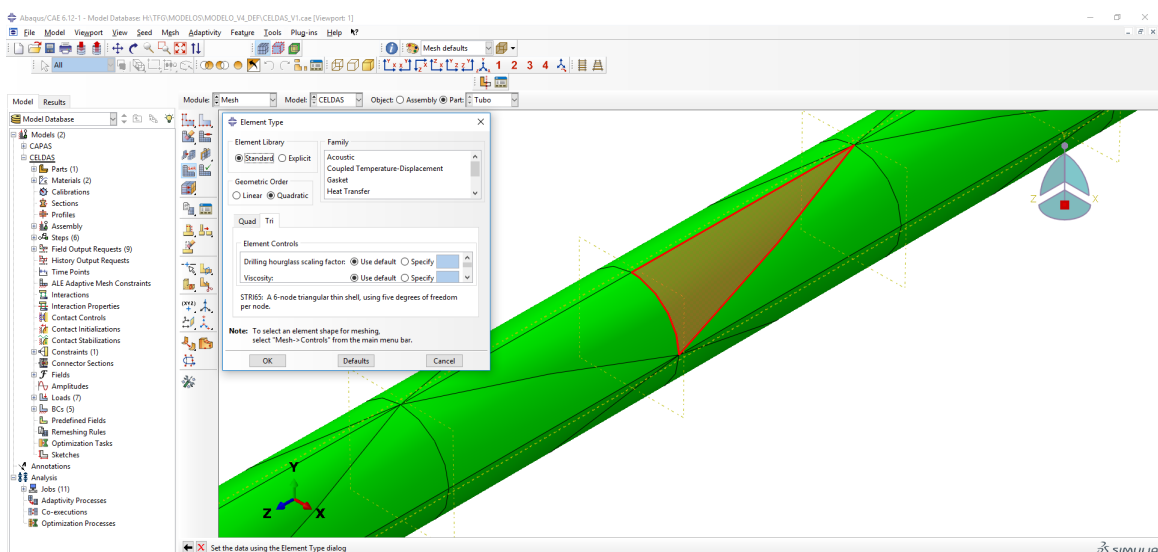 Abaqus/CAE 6.12-1 - Model Database: H:\TFG\MODELOS\MODELO_V4_DEF\CELDAS_V1.cae [Viewport: 1]
File Model Viewport View Seed Mesh Adaptivity Feature Tools Plug-ins Help
Mesh defaults
All
1 2 3 4
Model Results
Module: Mesh Model: CELDAS Object: Assembly Part: Tubo
Model Database
Models (2)
CAPAS
CELDAS
Parts (1)
Materials (2)
Calibrations
Sections
Profiles
Assembly
Steps (6)
Field Output Requests (9)
History Output Requests
Time Points
ALE Adaptive Mesh Constraints
Interactions
Interaction Properties
Contact Controls
Contact Initializations
Contact Stabilizations
Constraints (1)
Connector Sections
Fields
Amplitudes
Loads (7)
BCs (5)
Predefined Fields
Remeshing Rules
Optimization Tasks
Sketches
Annotations
Analysis
Jobs (11)
Adaptivity Processes
Co-executions
Optimization Processes
Element Type
Element Library
Standard Explicit
Geometric Order
Linear Quadratic
Family
Acoustic
Coupled Temperature-Displacement
Gasket
Heat Transfer
Quad Tri
Element Controls
Drilling hourglass scaling factor: Use default Specify
Viscosity: Use default Specify
STRI65: A 6-node triangular thin shell, using five degrees of freedom
per node.
Note: To select an element shape for meshing,
select "Mesh->Controls" from the main menu bar.
OK Defaults Cancel
Y
Z X
Y
Z X
Set the data using the Element Type dialog
SIMULIA